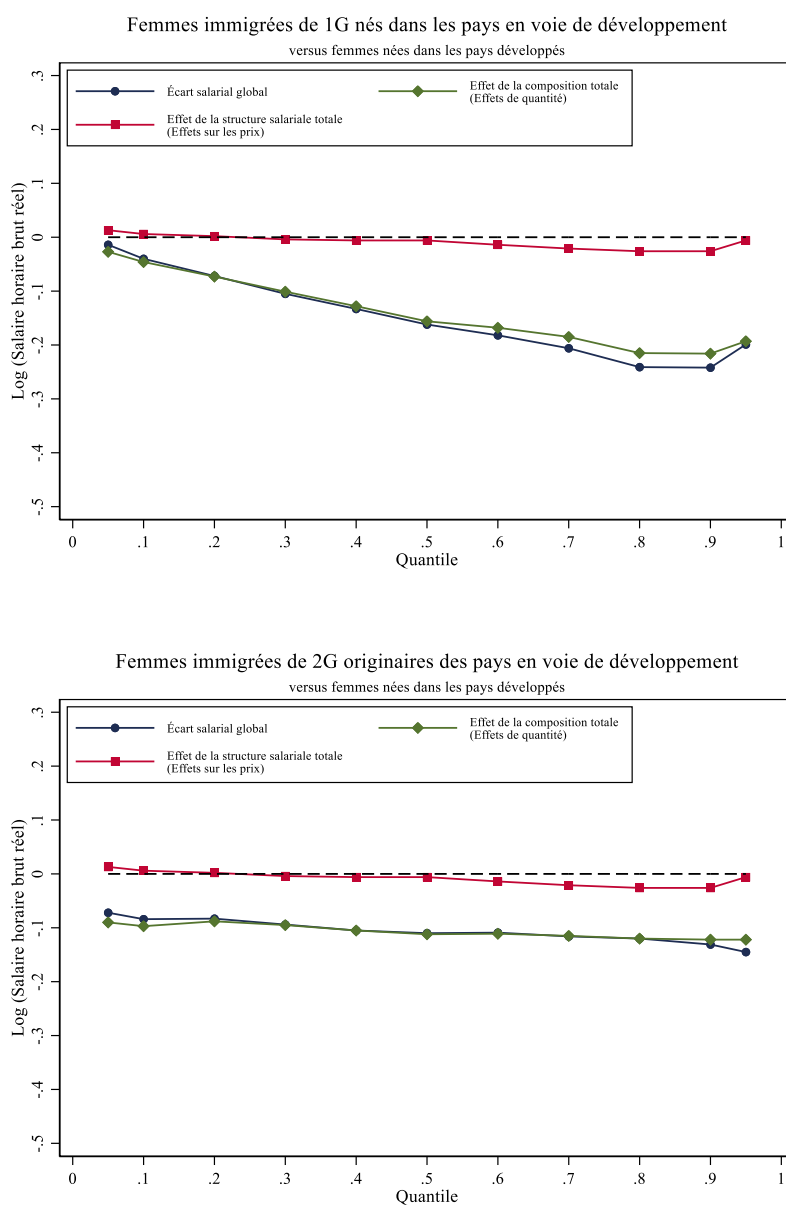 Femmes immigrées de 1G nés dans les pays en voie de développement
versus femmes nées dans les pays développés
Écart salarial global
Effet de la composition totale
(Effets de quantité)
Effet de la structure salariale totale
(Effets sur les prix)
Log (Salaire horaire brut réel)
.3
.2
.1
0
-.1
-.2
-.3
-.4
-.5
0 .1 .2 .3 .4 .5 .6 .7 .8 .9 1
Quantile
Femmes immigrées de 2G originaires des pays en voie de développement
versus femmes nées dans les pays développés
Écart salarial global
Effet de la composition totale
(Effets de quantité)
Effet de la structure salariale totale
(Effets sur les prix)
Log (Salaire horaire brut réel)
.3
.2
.1
0
-.1
-.2
-.3
-.4
-.5
0 .1 .2 .3 .4 .5 .6 .7 .8 .9 1
Quantile